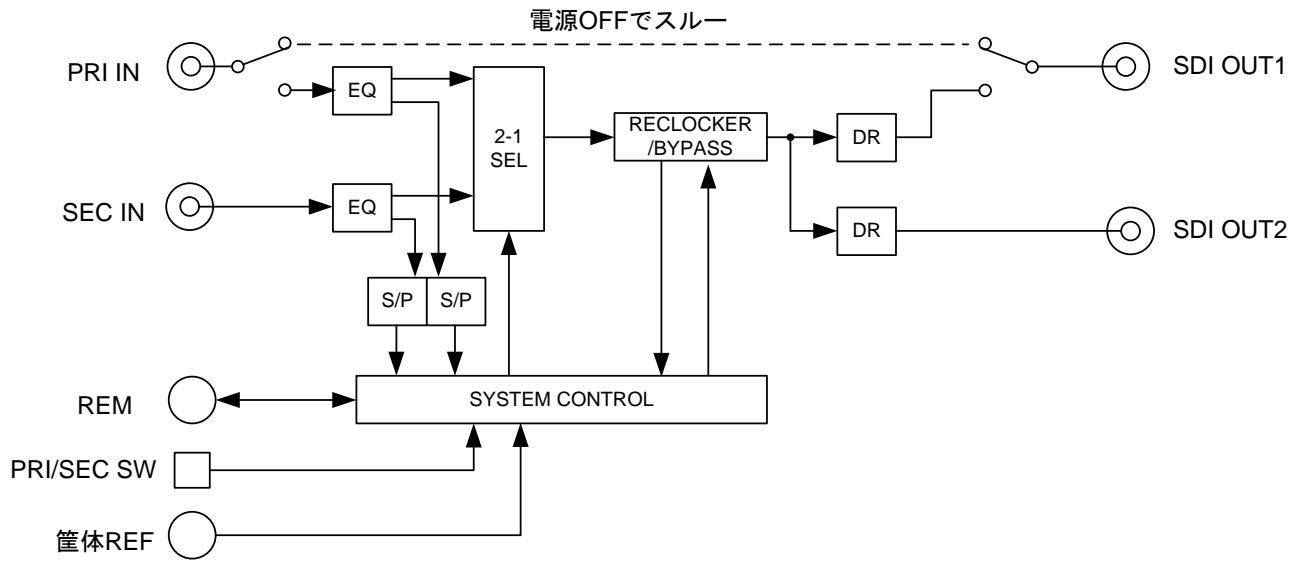 電源OFFでスルー
PRI IN
SDI OUT1
EQ
2-1
SEL
RECLOCKER
/BYPASS
DR
SEC IN
EQ
DR
SDI OUT2
S/P
S/P
REM
SYSTEM CONTROL
PRI/SEC SW
筐体REF